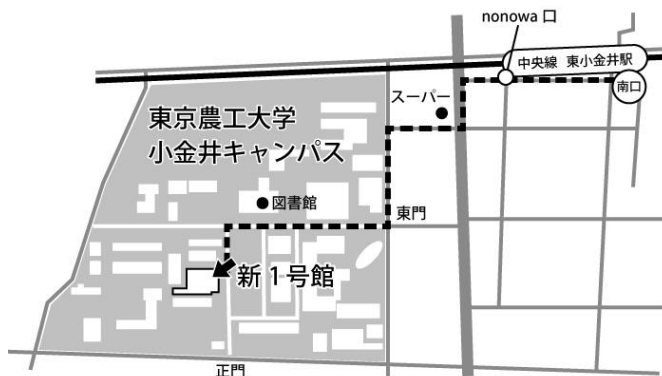 nonowa 口
中央線 東小金井駅
南口
スーパー
東京農工大学
小金井キャンパス
図書館
東門
新1号館
正門